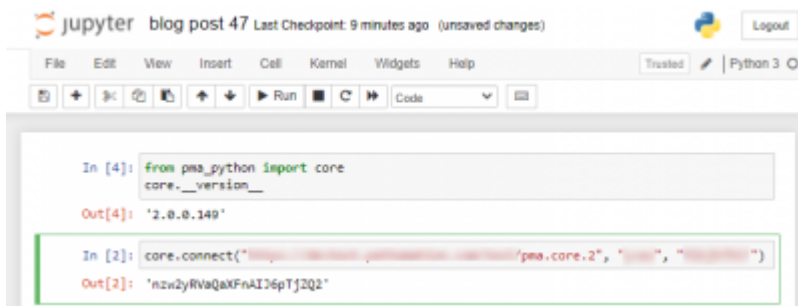 jupyter blog post 47 Last Checkpoint: 9 minutes ago (unsaved changes) Logout
File Edit View Insert Cell Kernel Widgets Help Trusted Python 3
Run Code
In [4]: from pma_python import core
core.__version__
Out[4]: '2.0.0.149'
In [2]: core.connect(" /pma.core.2", " ", " ")
Out[2]: 'nzw2yRVaQaXFnAIJ6pTjZQ2'